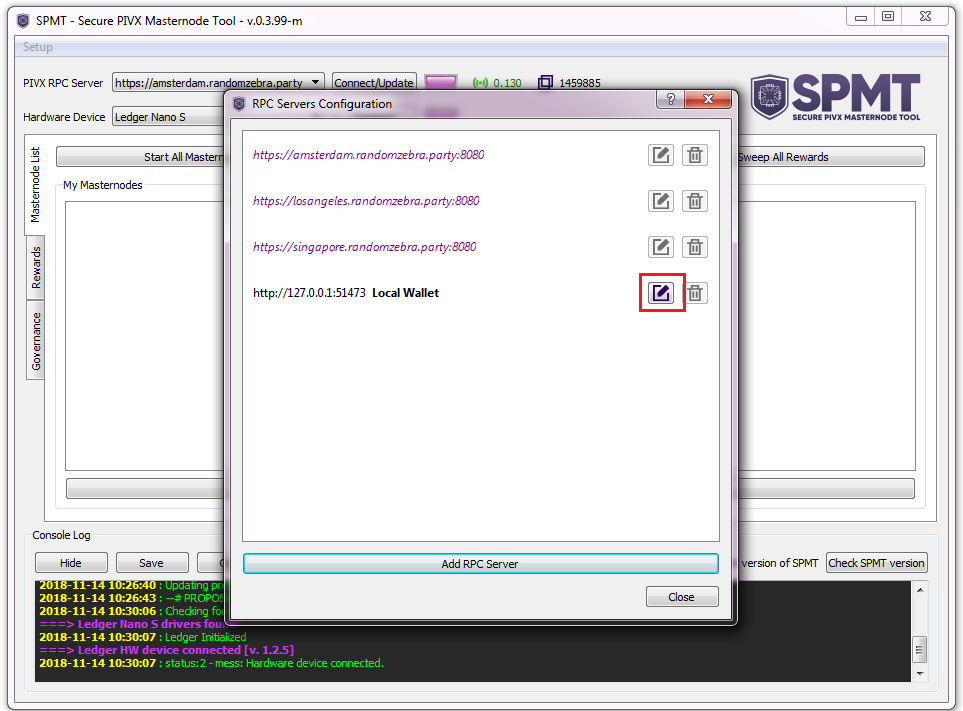 SPMT - Secure PIVX Masternode Tool - v.0.3.99-m
Setup
PIVX RPC Server https://amsterdam.randomzebra.party Connect/Update 0.130 1459885
SPMT
SECURE PIVX MASTERNODE TOOL
Hardware Device Ledger Nano S
RPC Servers Configuration
Masternode List
Rewards
Governance
Start All Sweep All Rewards
My Masternodes
https://amsterdam.randomzebra.party:8080
https://losangeles.randomzebra.party:8080
https://singapore.randomzebra.party:8080
http://127.0.0.1:51473 Local Wallet
Add RPC Server
Close
Console Log
Hide Save version of SPMT Check SPMT version
2018-11-14 10:26:40 : Updating
2018-11-14 10:26:43 : --#
2018-11-14 10:30:06 : Checking
===> Ledger Nano S drivers
2018-11-14 10:30:07 : Ledger Initialized
===> Ledger HW device connected [v. 1.2.5]
2018-11-14 10:30:07 : status:2 - mess: Hardware device connected.